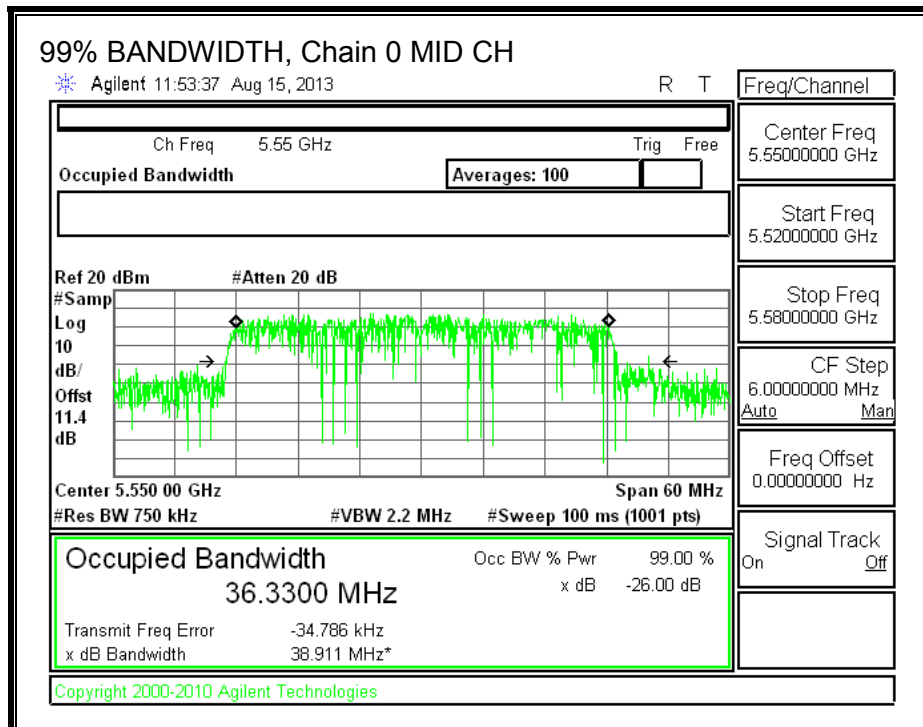 99% BANDWIDTH, Chain 0 MID CH
Agilent 11:53:37 Aug 15, 2013 R T
Freq/Channel
Ch Freq 5.55 GHz Trig Free
Occupied Bandwidth Averages: 100
Center Freq
5.55000000 GHz
Start Freq
5.52000000 GHz
Stop Freq
5.58000000 GHz
CF Step
6.00000000 MHz
Auto Man
Freq Offset
0.00000000 Hz
Signal Track
On Off
Ref 20 dBm #Atten 20 dB
#Samp
Log
10
dB/
Offst
11.4
dB
Center 5.550 00 GHz Span 60 MHz
#Res BW 750 kHz #VBW 2.2 MHz #Sweep 100 ms (1001 pts)
Occupied Bandwidth Occ BW % Pwr 99.00 %
36.3300 MHz x dB -26.00 dB
Transmit Freq Error -34.786 kHz
x dB Bandwidth 38.911 MHz*
Copyright 2000-2010 Agilent Technologies